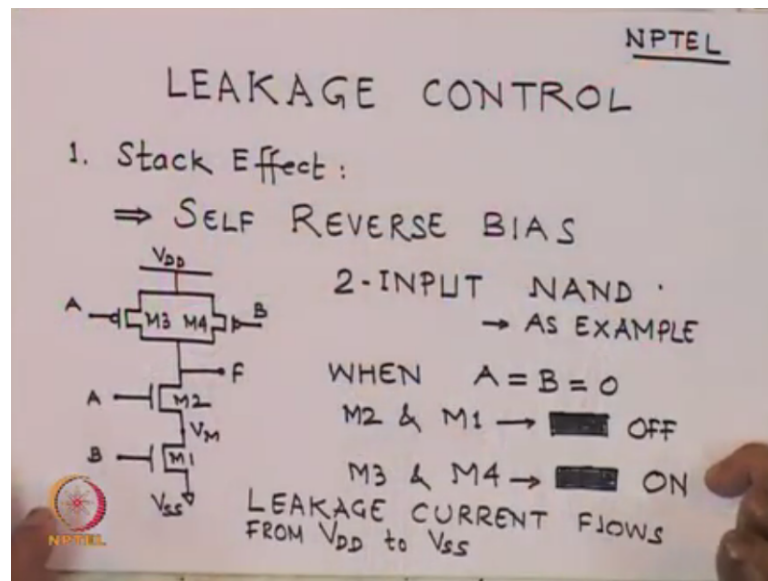 NPTEL
LEAKAGE CONTROL
1. Stack Effect:
⇒ SELF REVERSE BIAS
VDD
A M3 M4 B
F
A M2
VM
B M1
VSS
2-INPUT NAND
→ AS EXAMPLE
WHEN A = B = 0
M2 & M1 → OFF
M3 & M4 → ON
LEAKAGE CURRENT FLOWS
FROM VDD to VSS
NPTEL